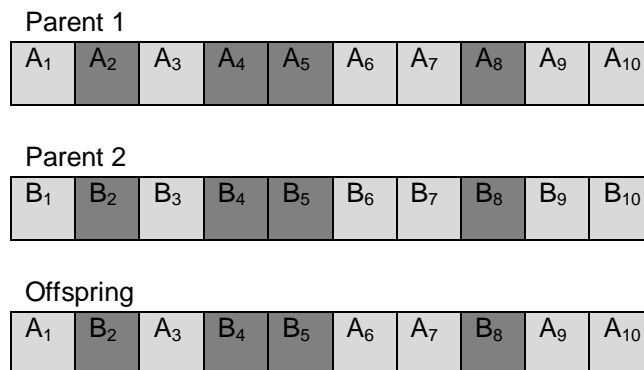 Parent 1
A₁ A₂ A₃ A₄ A₅ A₆ A₇ A₈ A₉ A₁₀
Parent 2
B₁ B₂ B₃ B₄ B₅ B₆ B₇ B₈ B₉ B₁₀
Offspring
A₁ B₂ A₃ B₄ B₅ A₆ A₇ B₈ A₉ A₁₀